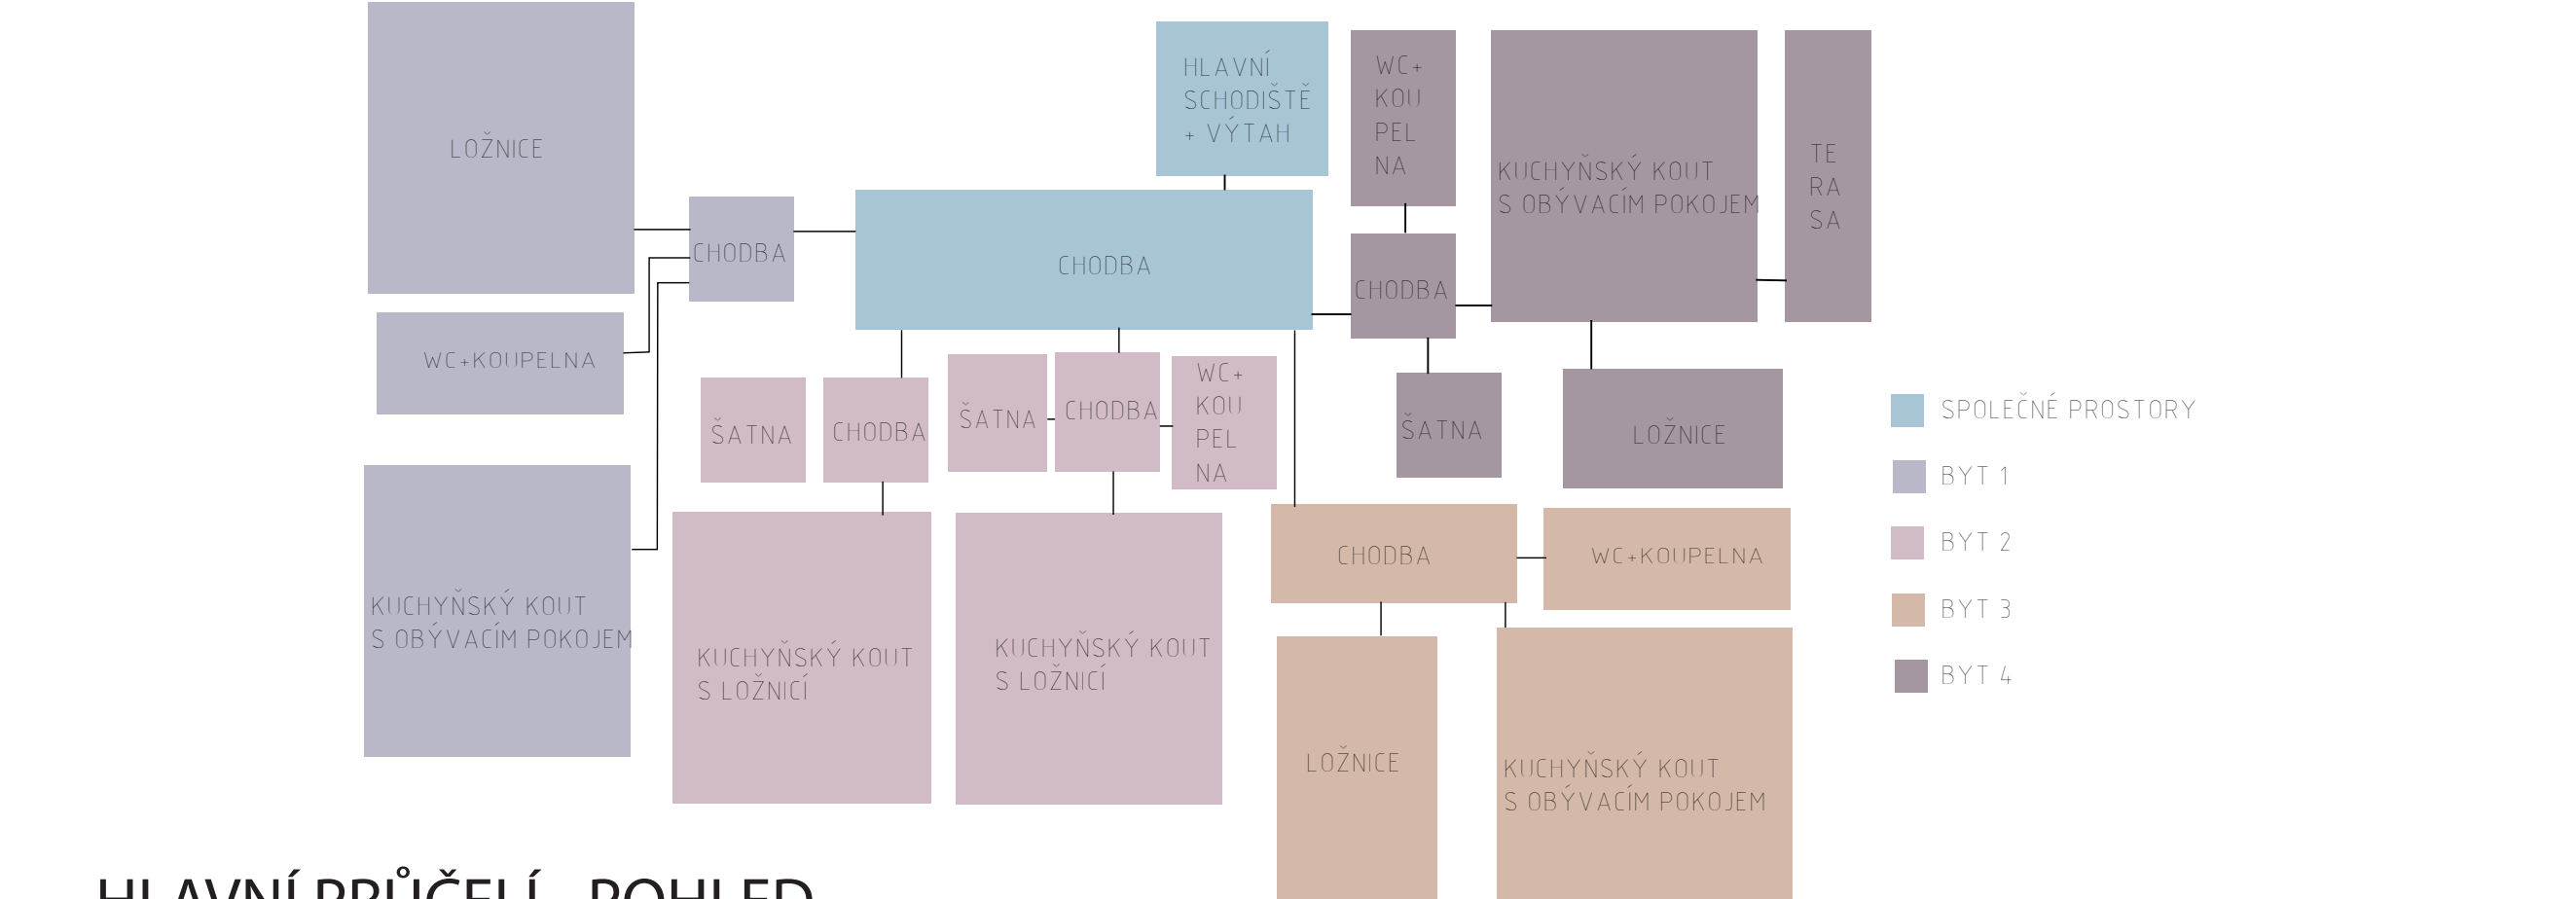 LOŽNICE
CHODBA
WC+KOUPELNA
KUCHYŇSKÝ KOUT
S OBÝVACÍM POKOJEM
HLAVNÍ
SCHODIŠTĚ
+ VÝTAH
CHODBA
ŠATNA
CHODBA
KUCHYŇSKÝ KOUT
S LOŽNICÍ
ŠATNA
CHODBA
WC+
KOU
PEL
NA
KUCHYŇSKÝ KOUT
S LOŽNICÍ
WC+
KOU
PEL
NA
CHODBA
KUCHYŇSKÝ KOUT
S OBÝVACÍM POKOJEM
TE
RA
SA
ŠATNA
LOŽNICE
CHODBA
WC+KOUPELNA
LOŽNICE
KUCHYŇSKÝ KOUT
S OBÝVACÍM POKOJEM
SPOLEČNÉ PROSTORY
BYT 1
BYT 2
BYT 3
BYT 4
HLAVNÍ PRŮČELÍ - POHLED